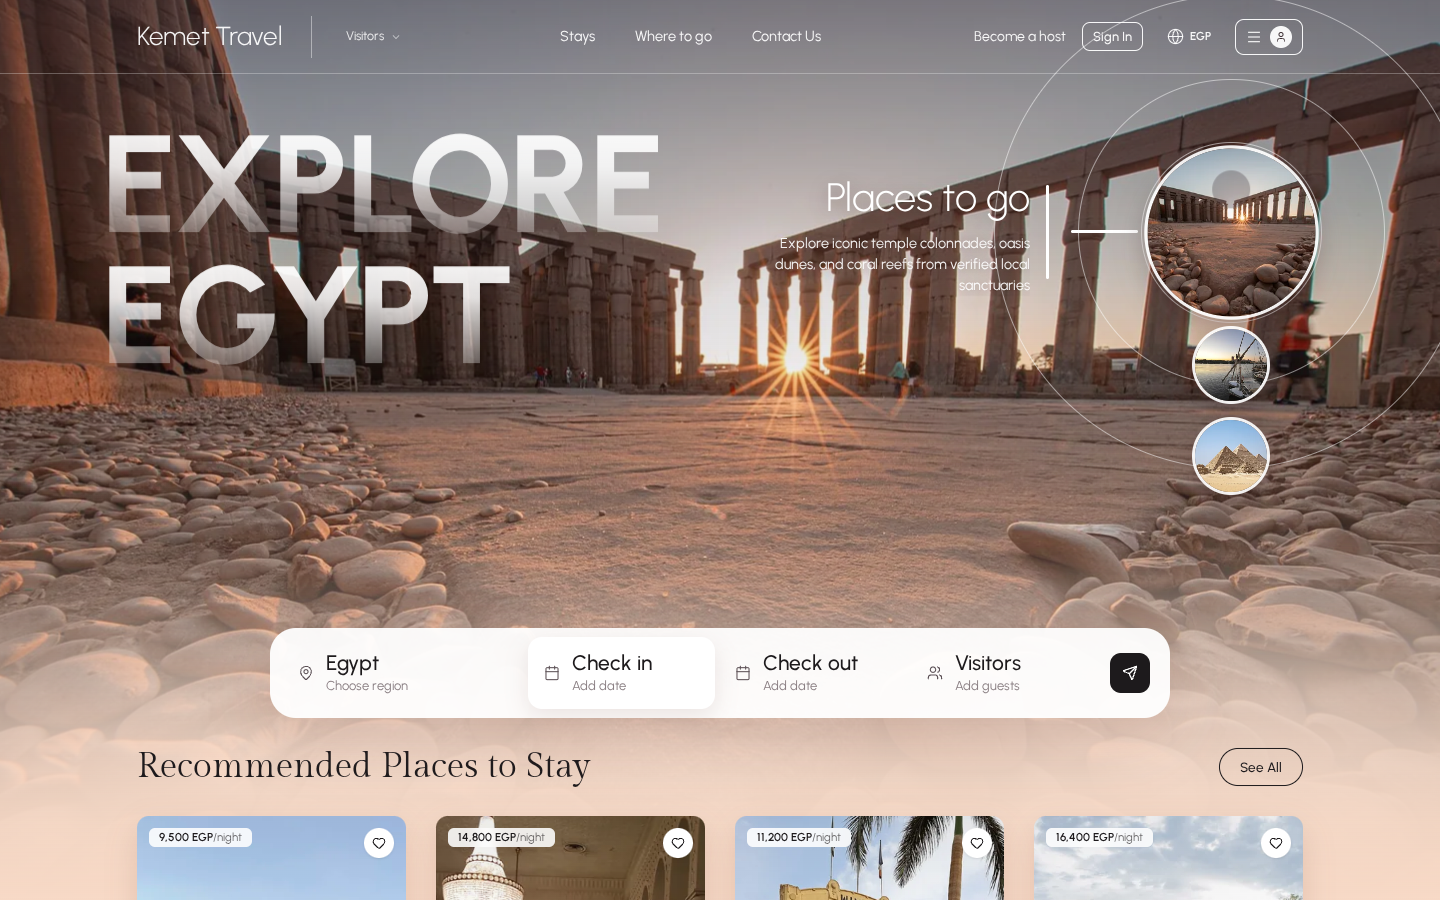 Kemet Travel
Visitors
Stays
Where to go
Contact Us
Become a host
Sign In
EGP
EXPLORE
EGYPT
Places to go
Explore iconic temple colonnades, oasis
dunes, and coral reefs from verified local
sanctuaries
Egypt
Choose region
Check in
Add date
Check out
Add date
Visitors
Add guests
Recommended Places to Stay
See All
9,500 EGP/night
14,800 EGP/night
11,200 EGP/night
16,400 EGP/night